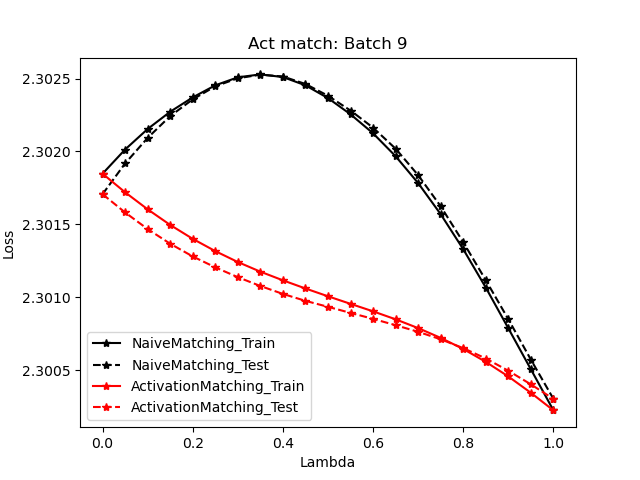 Act match: Batch 9
2.3025
2.3020
2.3015
2.3010
2.3005
Loss
NaiveMatching_Train
NaiveMatching_Test
ActivationMatching_Train
ActivationMatching_Test
0.0 0.2 0.4 0.6 0.8 1.0
Lambda